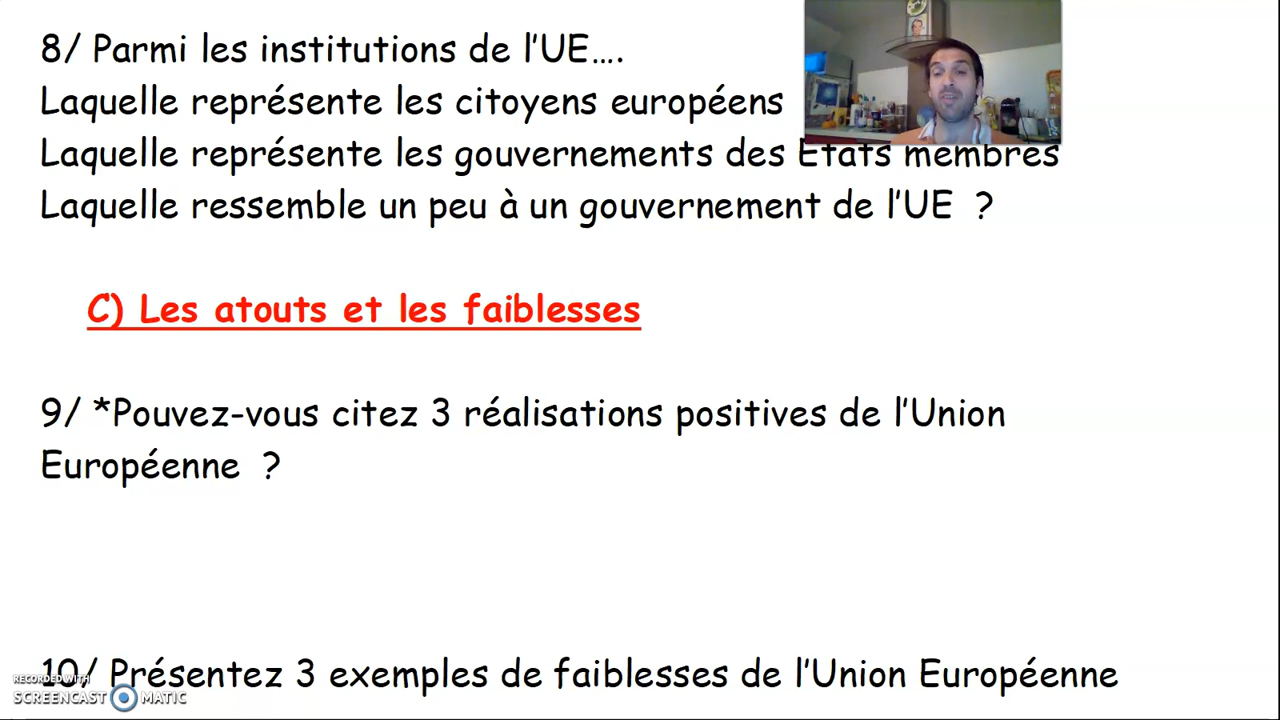 8/ Parmi les institutions de l'UE….
Laquelle représente les citoyens européens
Laquelle représente les gouvernements des Etats membres
Laquelle ressemble un peu à un gouvernement de l'UE ?
C) Les atouts et les faiblesses
9/ *Pouvez-vous citez 3 réalisations positives de l'Union
Européenne ?
10/ Présentez 3 exemples de faiblesses de l'Union Européenne
RECORDED WITH
SCREENCAST MATIC